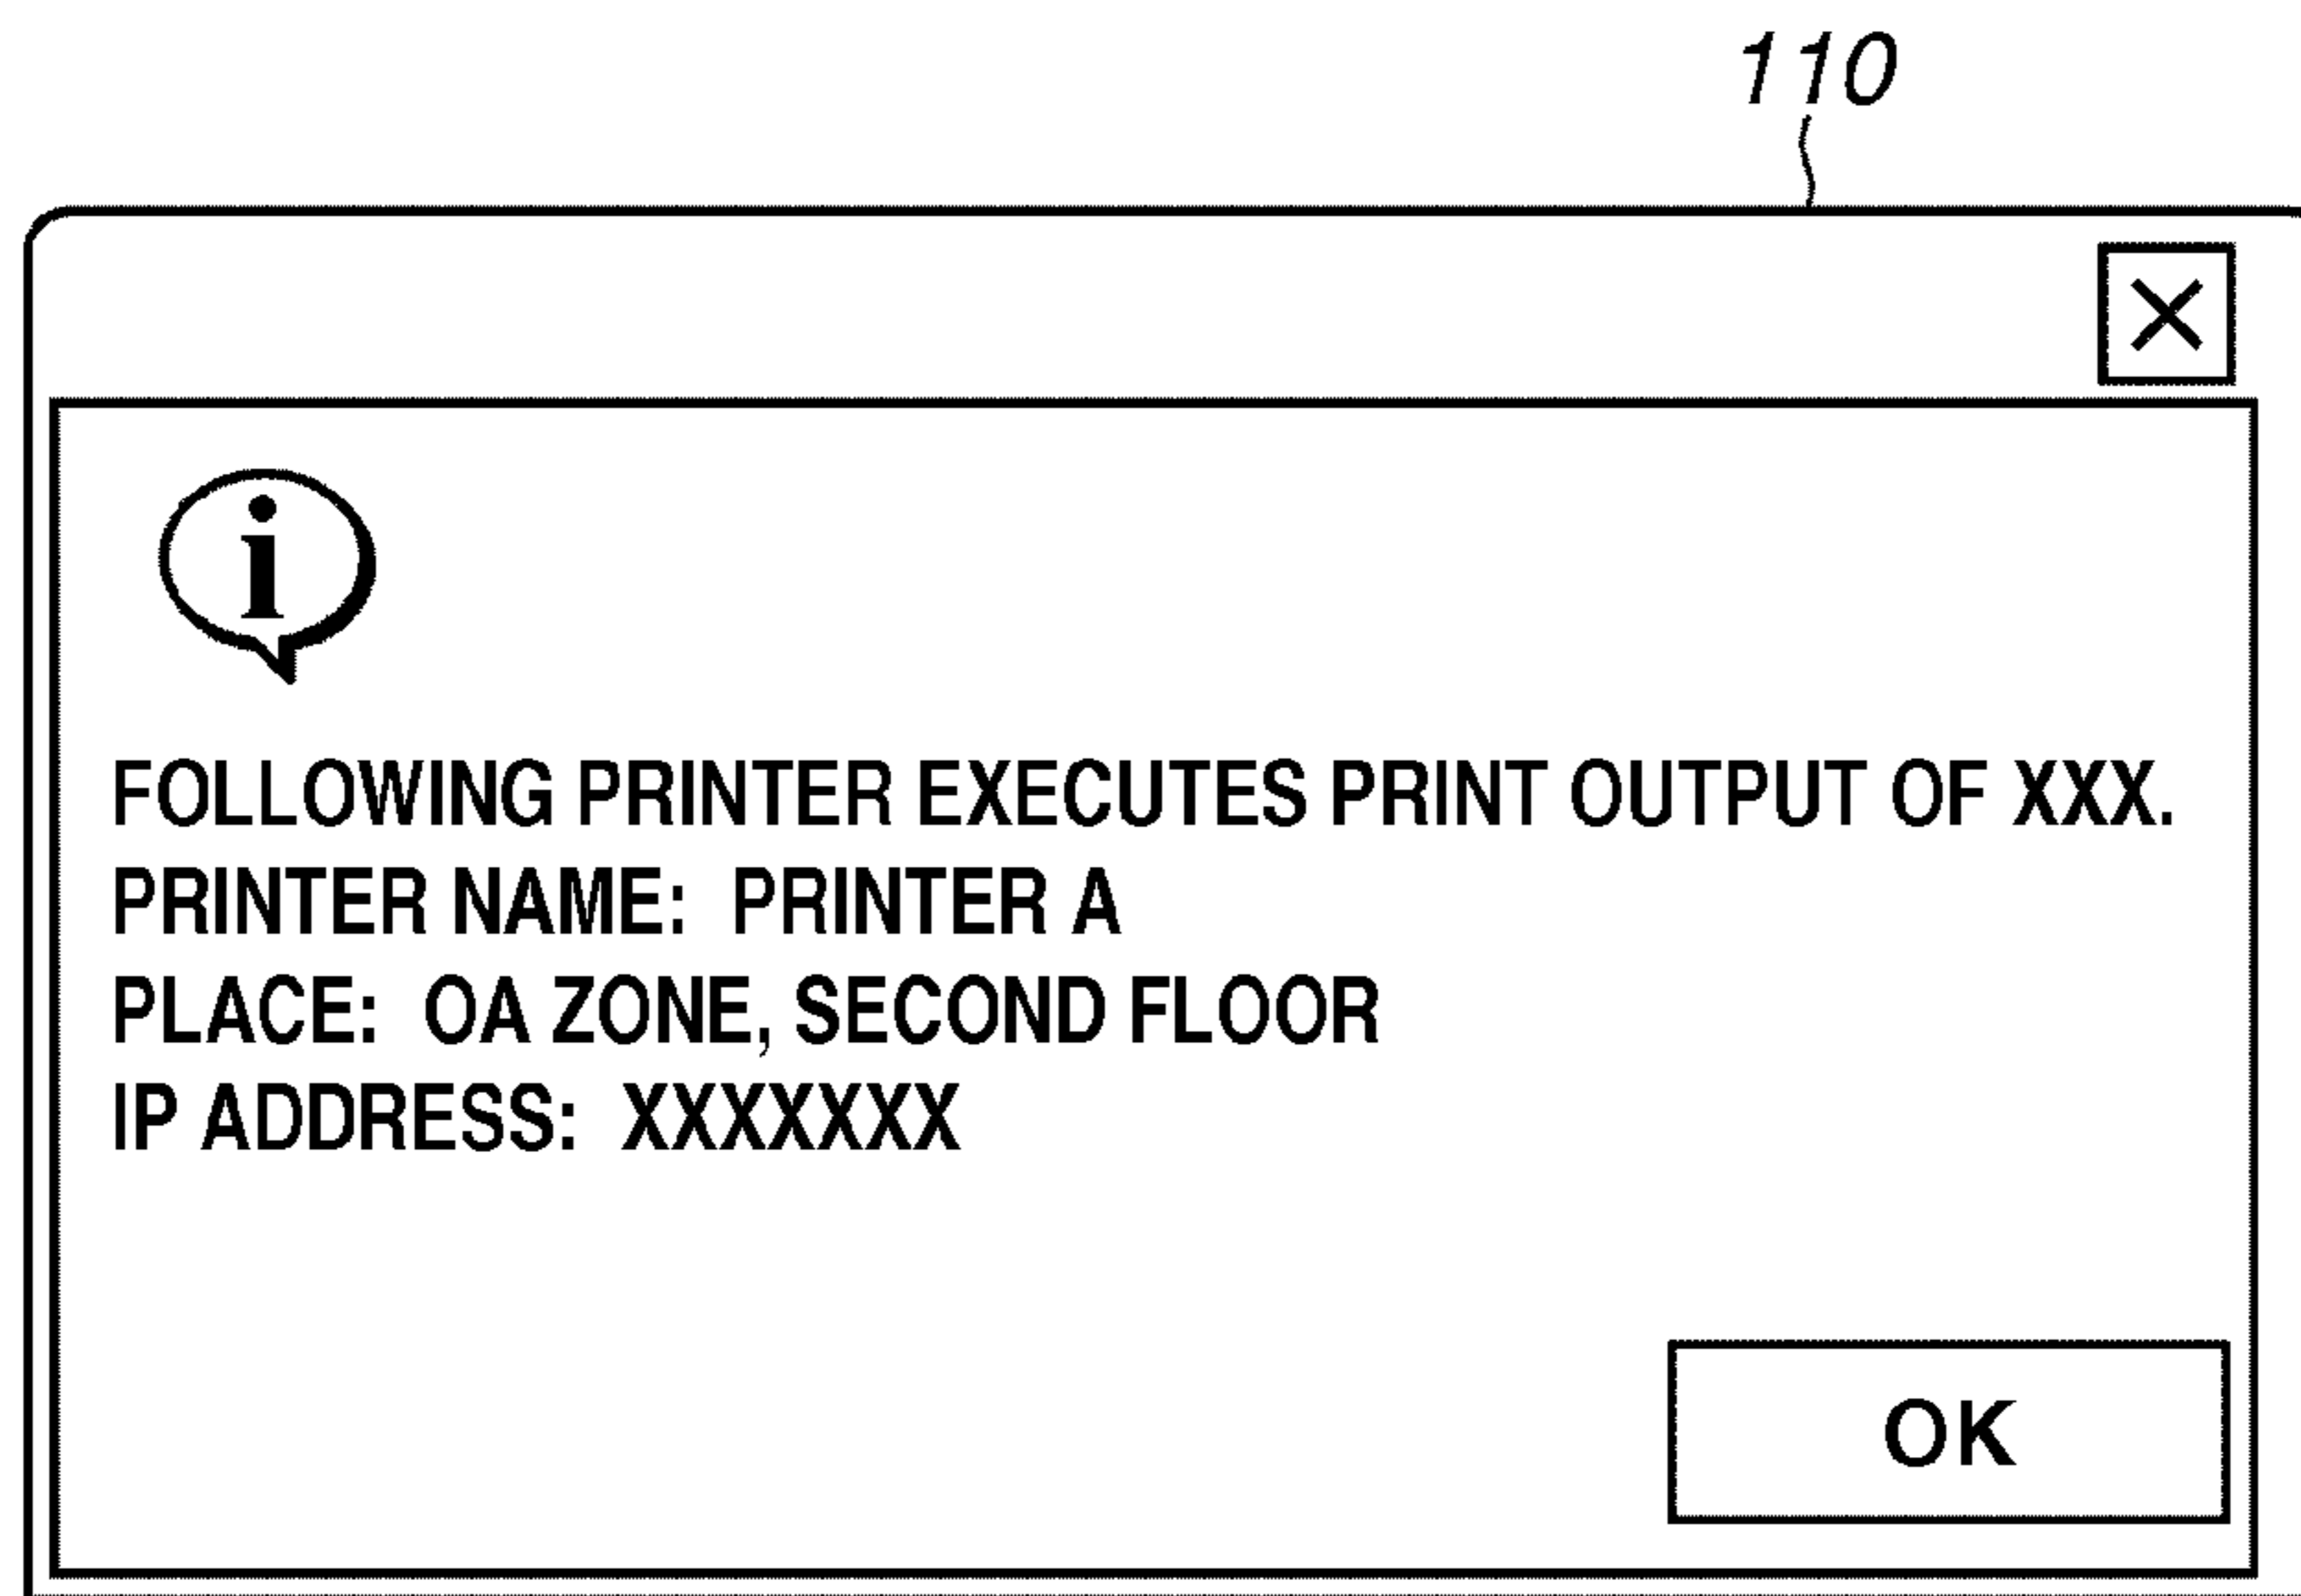 110
i
FOLLOWING PRINTER EXECUTES PRINT OUTPUT OF XXX.
PRINTER NAME: PRINTER A
PLACE: OA ZONE, SECOND FLOOR
IP ADDRESS: XXXXXXX
OK